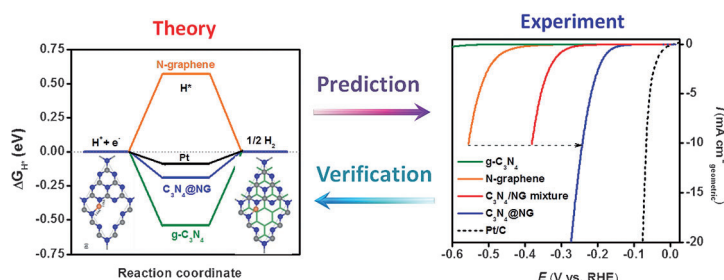 Theory
Experiment
0.75
0.50
0.25
0.00
-0.25
-0.50
-0.75
ΔG_H* (eV)
N-graphene
H*
H⁺ + e⁻
1/2 H₂
Pt
C₃N₄@NG
g-C₃N₄
Reaction coordinate
Prediction
Verification
0
-5
-10
-15
-20
g-C₃N₄
N-graphene
C₃N₄/NG mixture
C₃N₄@NG
Pt/C
-0.6 -0.5 -0.4 -0.3 -0.2 -0.1 0.0
E (V vs. RHE)
I (mA cm⁻² geometric)